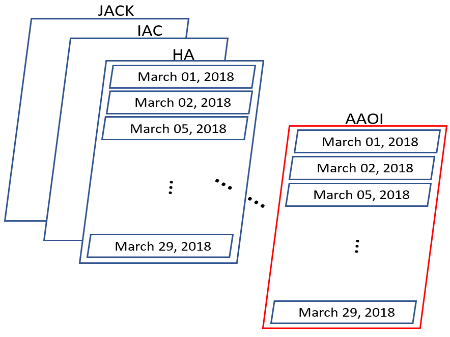 JACK
IAC
HA
March 01, 2018
March 02, 2018
March 05, 2018
⋮
March 29, 2018
...
AAOI
March 01, 2018
March 02, 2018
March 05, 2018
⋮
March 29, 2018